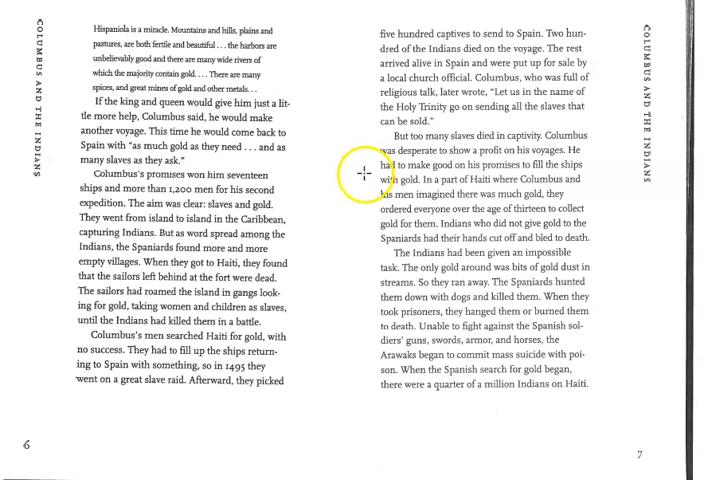 COLUMBUS AND THE INDIANS
Hispaniola is a miracle. Mountains and hills, plains and
pastures, are both fertile and beautiful . . . the harbors are
unbelievably good and there are many wide rivers of
which the majority contain gold. . . . There are many
spices, and great mines of gold and other metals. . .
If the king and queen would give him just a lit-
tle more help, Columbus said, he would make
another voyage. This time he would come back to
Spain with "as much gold as they need . . . and as
many slaves as they ask."
Columbus's promises won him seventeen
ships and more than 1,200 men for his second
expedition. The aim was clear: slaves and gold.
They went from island to island in the Caribbean,
capturing Indians. But as word spread among the
Indians, the Spaniards found more and more
empty villages. When they got to Haiti, they found
that the sailors left behind at the fort were dead.
The sailors had roamed the island in gangs look-
ing for gold, taking women and children as slaves,
until the Indians had killed them in a battle.
Columbus's men searched Haiti for gold, with
no success. They had to fill up the ships return-
ing to Spain with something, so in 1495 they
went on a great slave raid. Afterward, they picked
6
five hundred captives to send to Spain. Two hun-
dred of the Indians died on the voyage. The rest
arrived alive in Spain and were put up for sale by
a local church official. Columbus, who was full of
religious talk, later wrote, "Let us in the name of
the Holy Trinity go on sending all the slaves that
can be sold."
But too many slaves died in captivity. Columbus
was desperate to show a profit on his voyages. He
had to make good on his promises to fill the ships
with gold. In a part of Haiti where Columbus and
his men imagined there was much gold, they
ordered everyone over the age of thirteen to collect
gold for them. Indians who did not give gold to the
Spaniards had their hands cut off and bled to death.
The Indians had been given an impossible
task. The only gold around was bits of gold dust in
streams. So they ran away. The Spaniards hunted
them down with dogs and killed them. When they
took prisoners, they hanged them or burned them
to death. Unable to fight against the Spanish sol-
diers' guns, swords, armor, and horses, the
Arawaks began to commit mass suicide with poi-
son. When the Spanish search for gold began,
there were a quarter of a million Indians on Haiti.
COLUMBUS AND THE INDIANS
7